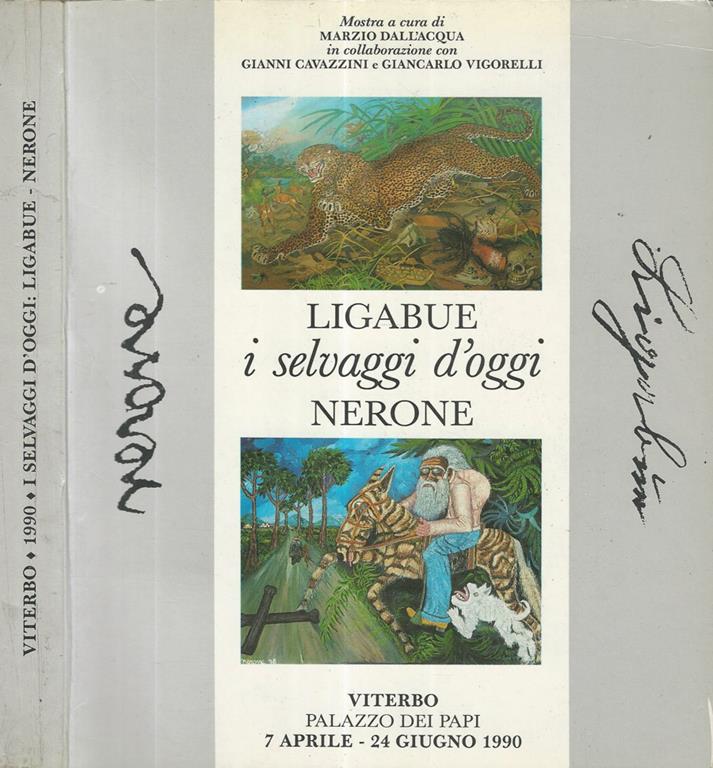 VITERBO ♦ 1990 ♦ I SELVAGGI D'OGGI: LIGABUE - NERONE
Mostra a cura di
MARZIO DALL'ACQUA
in collaborazione con
GIANNI CAVAZZINI e GIANCARLO VIGORELLI
nerone
Ligabue
LIGABUE
i selvaggi d'oggi
NERONE
VITERBO
PALAZZO DEI PAPI
7 APRILE - 24 GIUGNO 1990